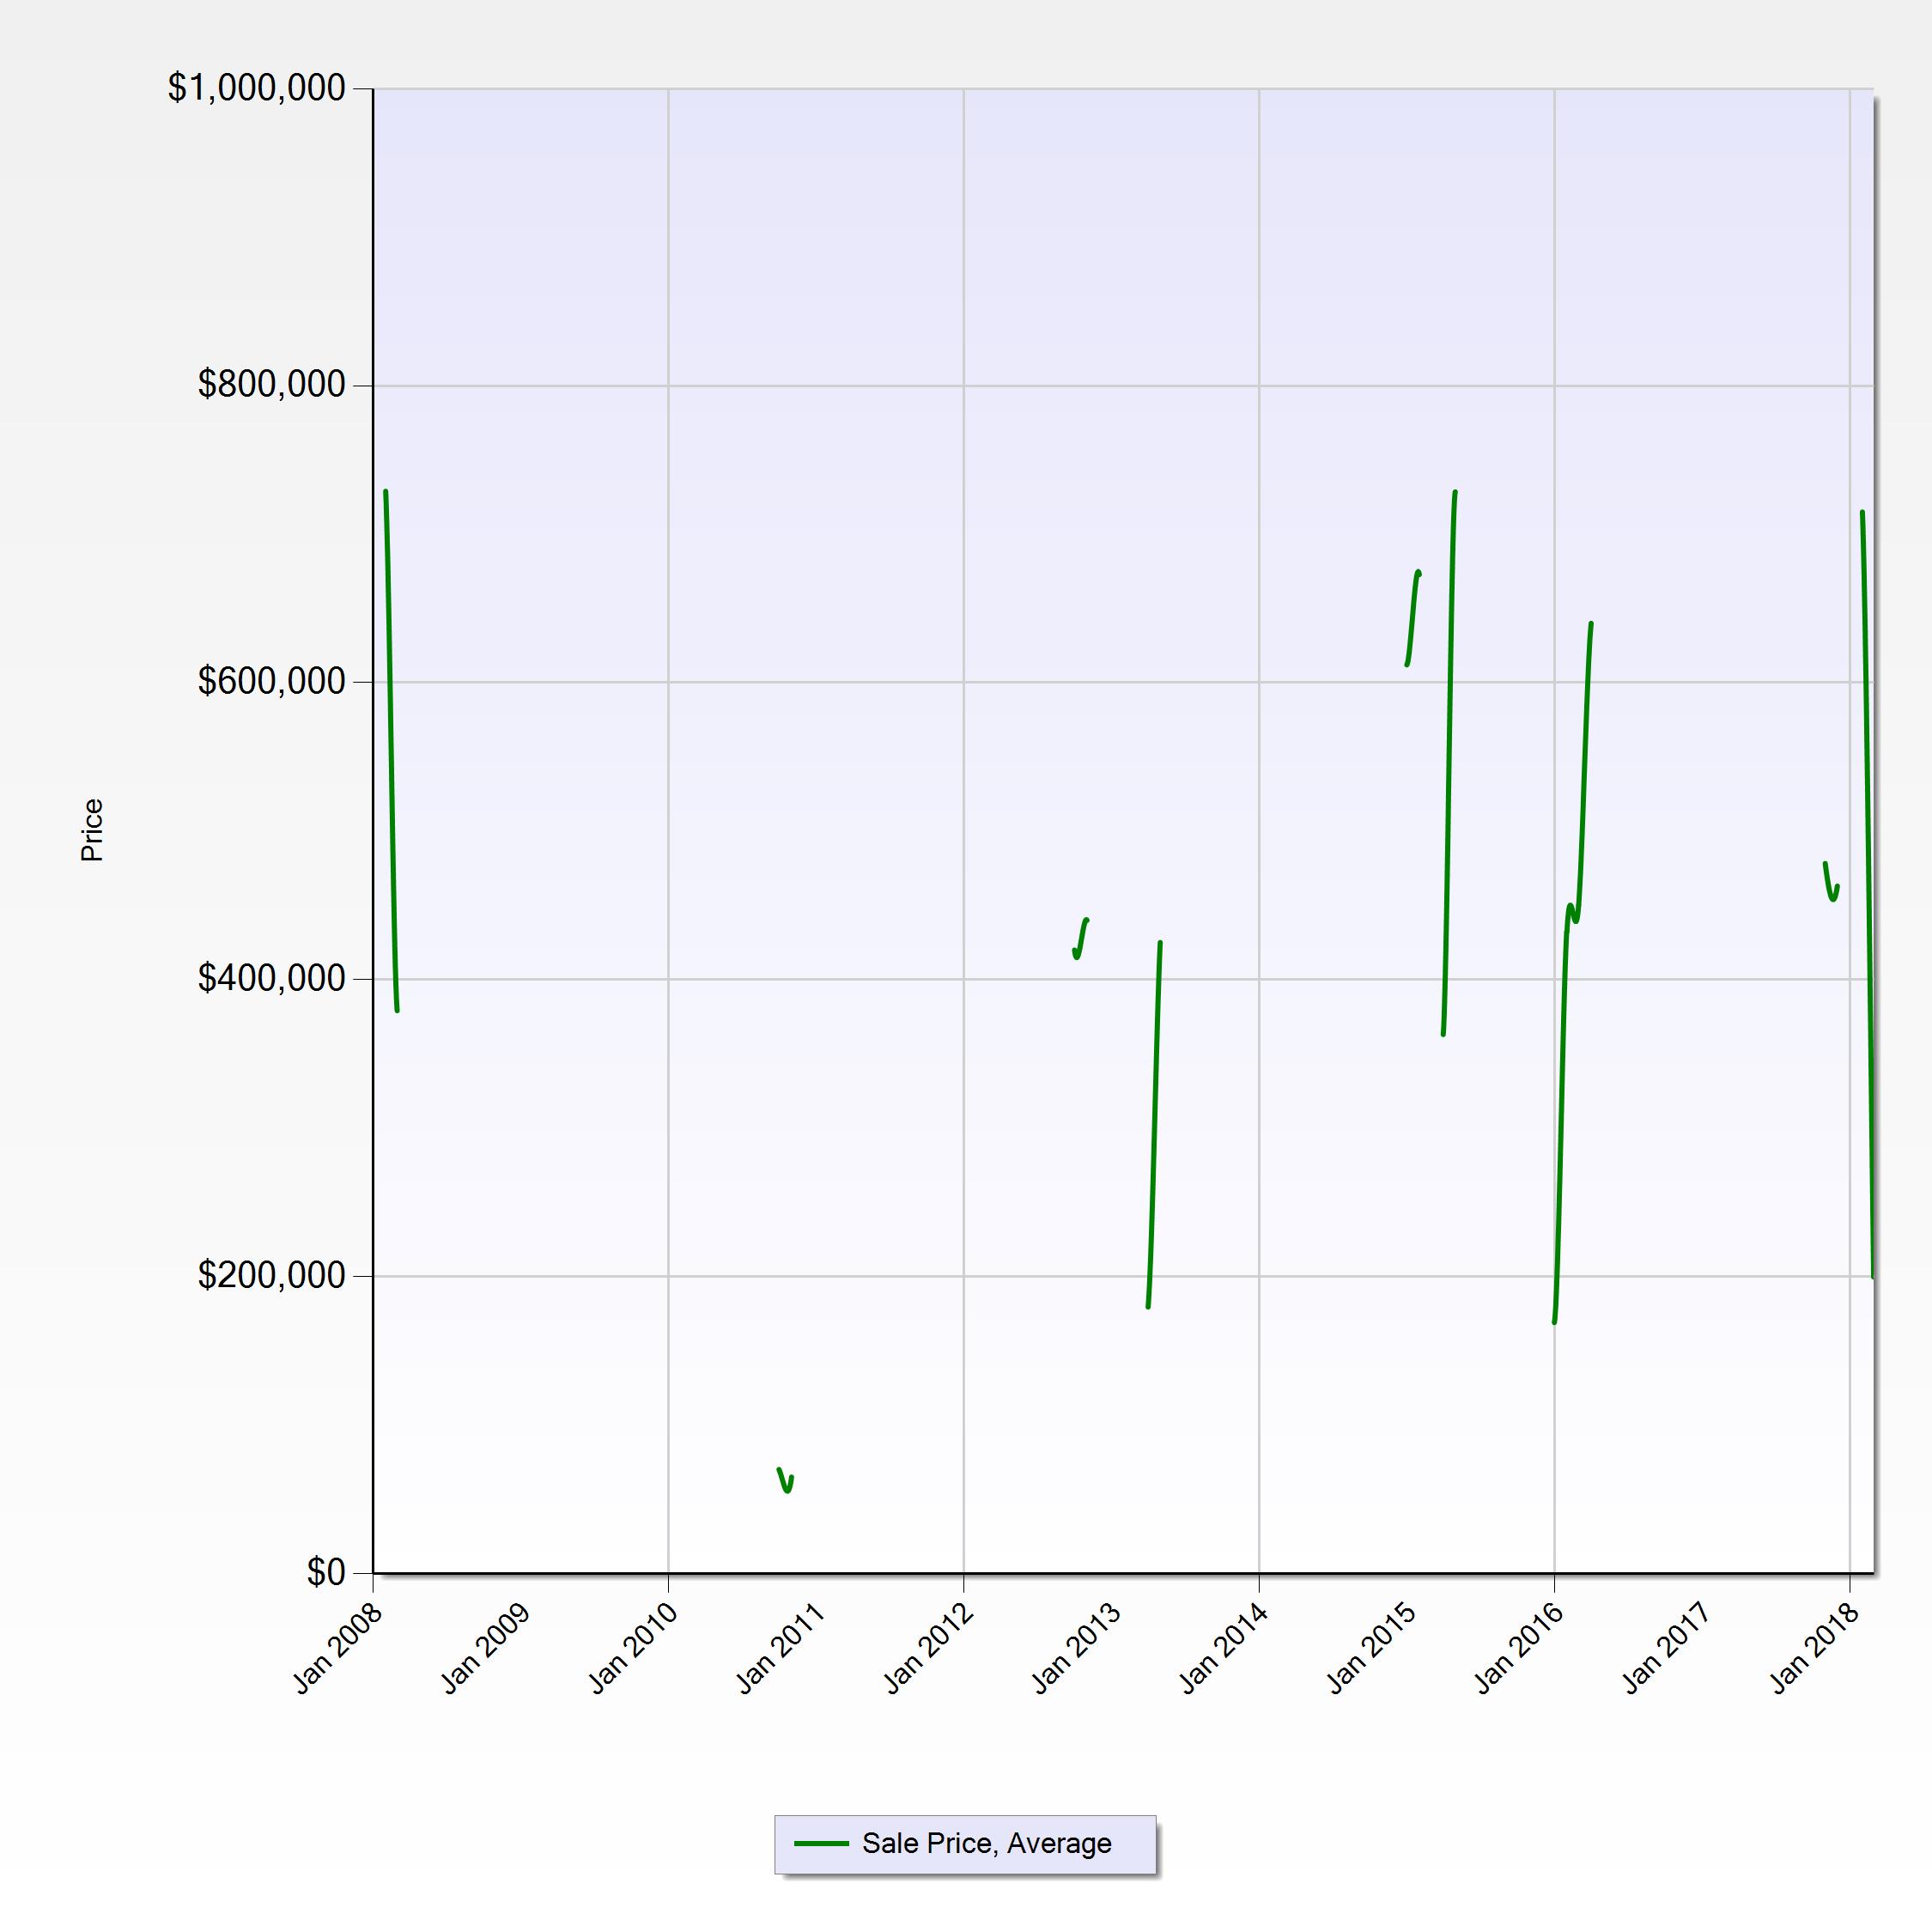 $1,000,000
$800,000
$600,000
$400,000
$200,000
$0
Price
Jan 2008
Jan 2009
Jan 2010
Jan 2011
Jan 2012
Jan 2013
Jan 2014
Jan 2015
Jan 2016
Jan 2017
Jan 2018
Sale Price, Average